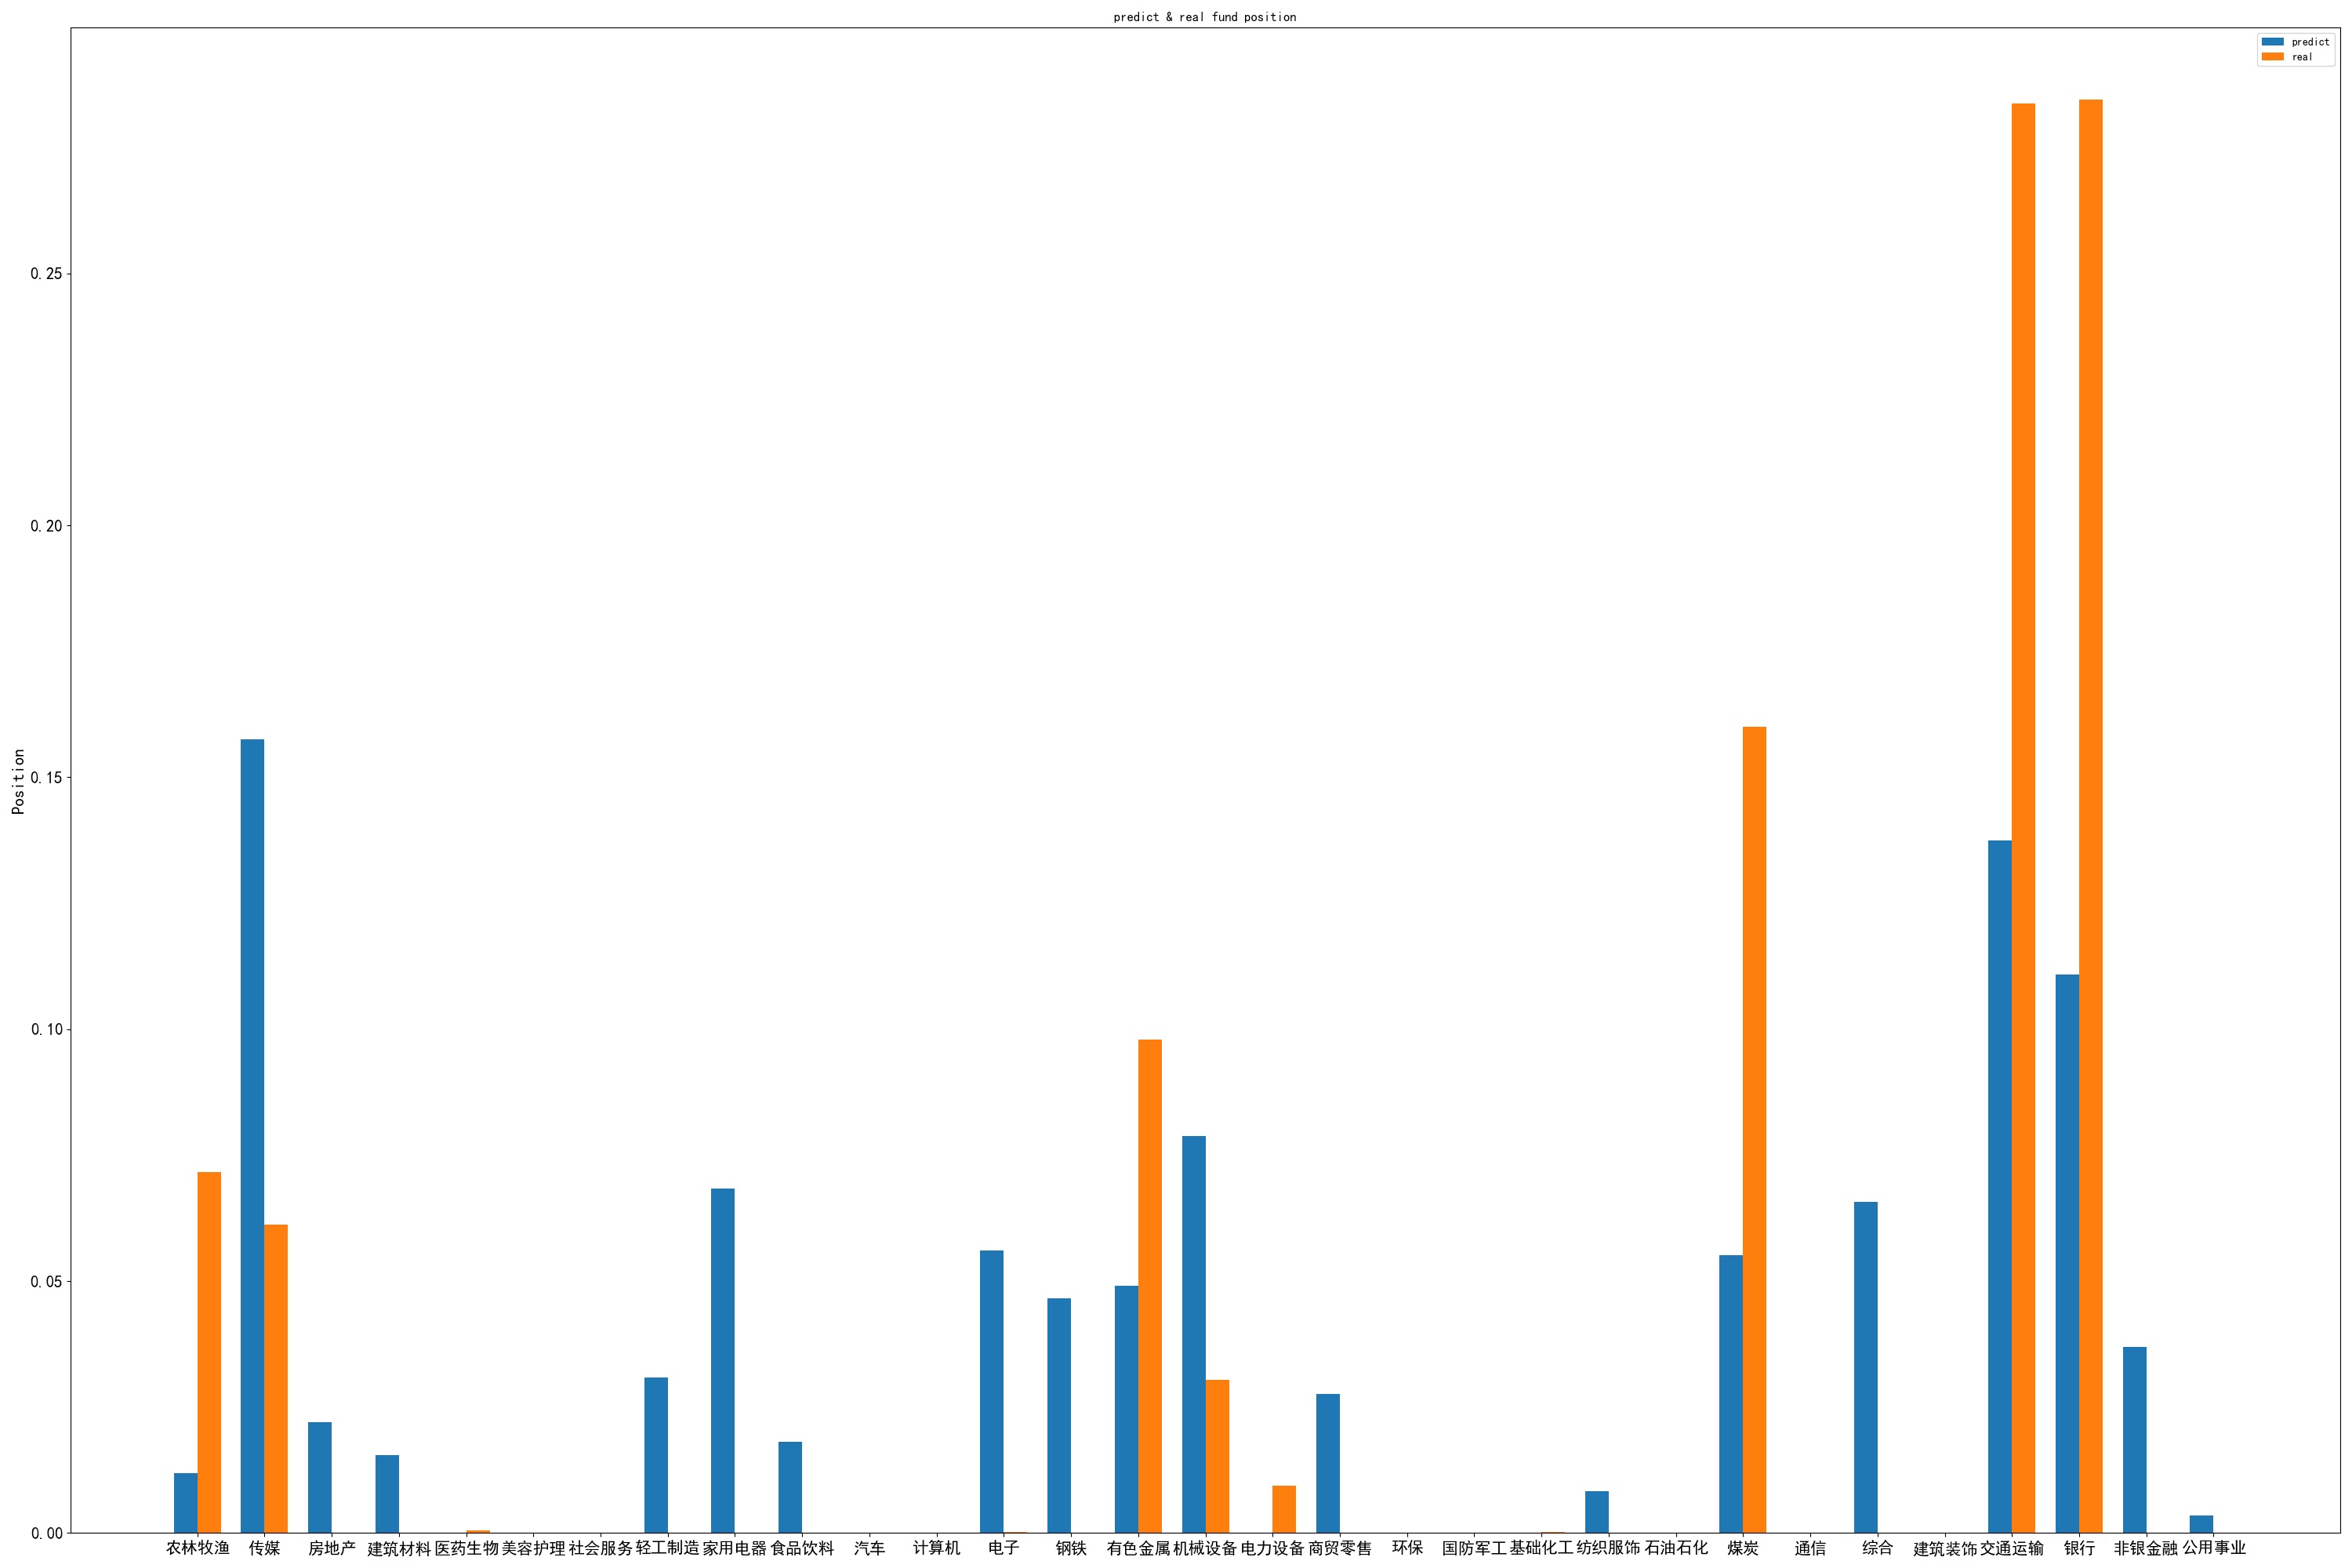 predict & real fund position
predict
real
Position
0.25
0.20
0.15
0.10
0.05
0.00
农林牧渔 传媒 房地产 建筑材料 医药生物 美容护理 社会服务 轻工制造 家用电器 食品饮料 汽车 计算机 电子 钢铁 有色金属 机械设备 电力设备 商贸零售 环保 国防军工 基础化工 纺织服饰 石油石化 煤炭 通信 综合 建筑装饰 交通运输 银行 非银金融 公用事业